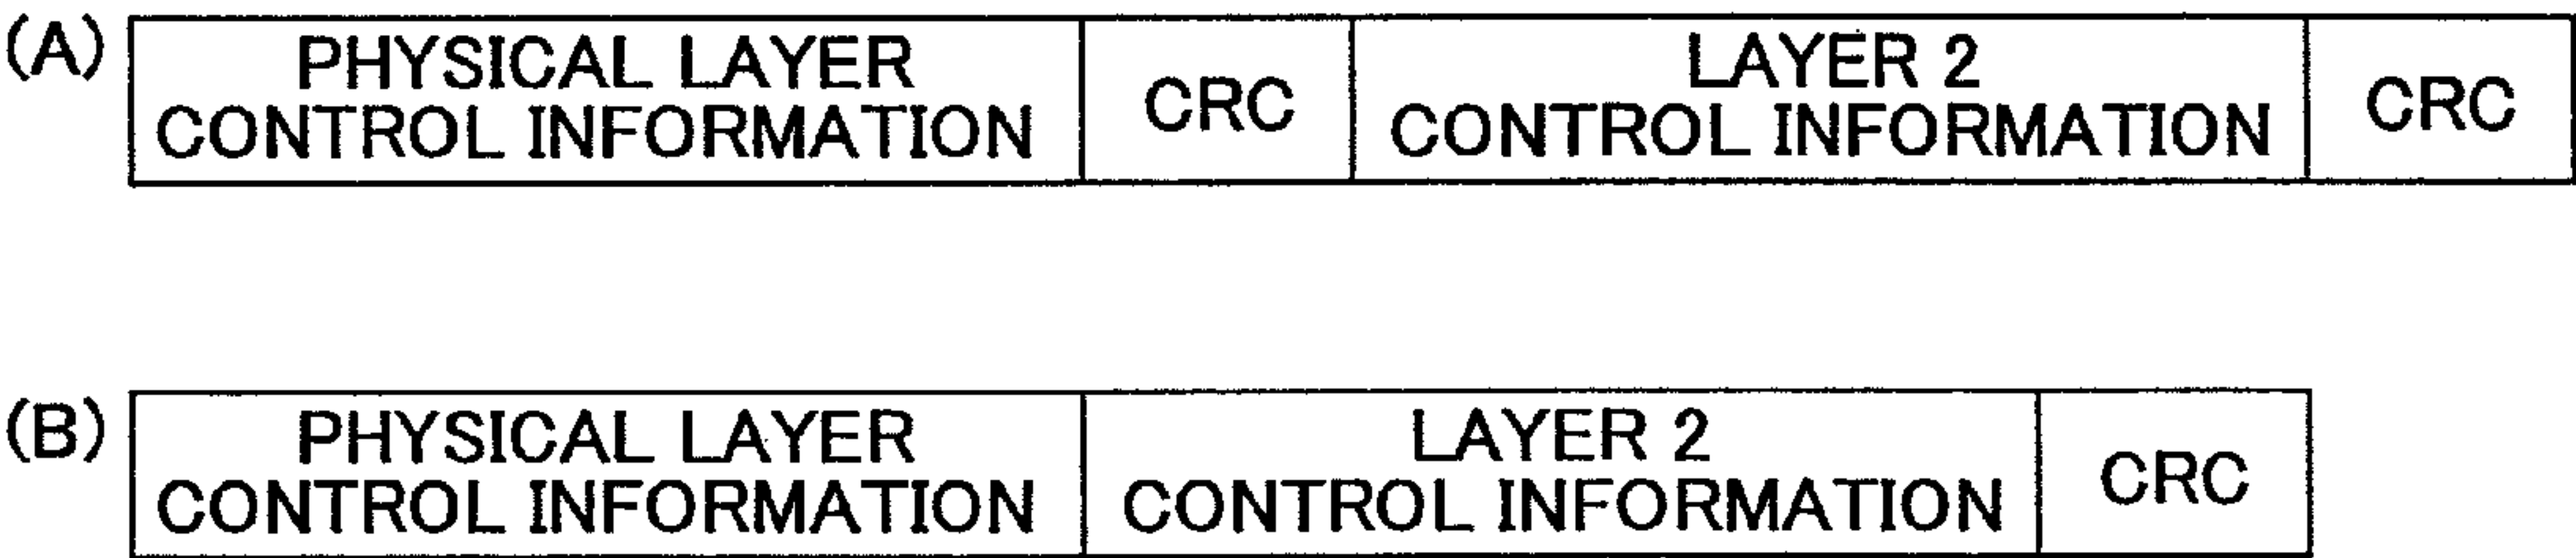 (A)
PHYSICAL LAYER
CONTROL INFORMATION
CRC
LAYER 2
CONTROL INFORMATION
CRC
(B)
PHYSICAL LAYER
CONTROL INFORMATION
LAYER 2
CONTROL INFORMATION
CRC